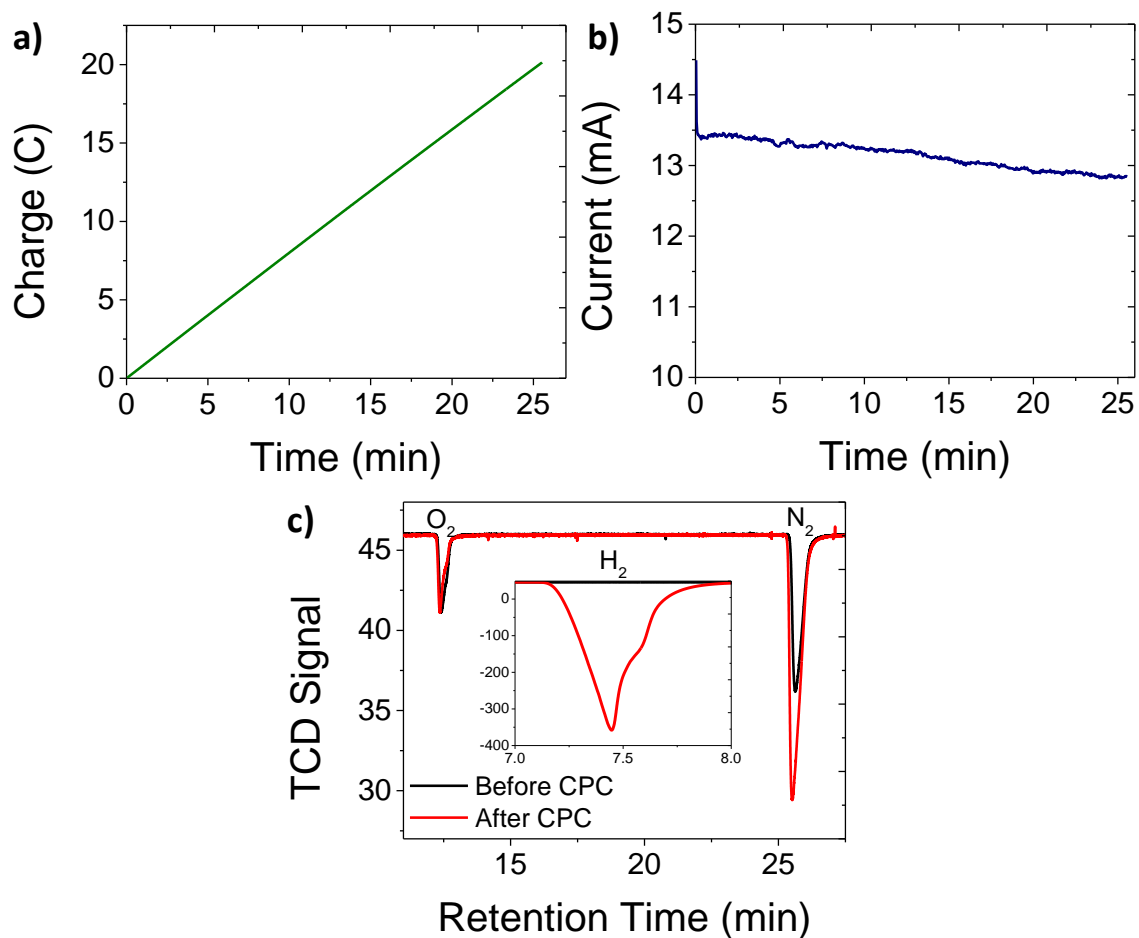 a)
Charge (C)
20
15
10
5
0
0 5 10 15 20 25
Time (min)
b)
Current (mA)
15
14
13
12
11
10
0 5 10 15 20 25
Time (min)
c)
TCD Signal
45
40
35
30
O2
N2
H2
0
-100
-200
-300
-400
7.0 7.5 8.0
Before CPC
After CPC
15 20 25
Retention Time (min)